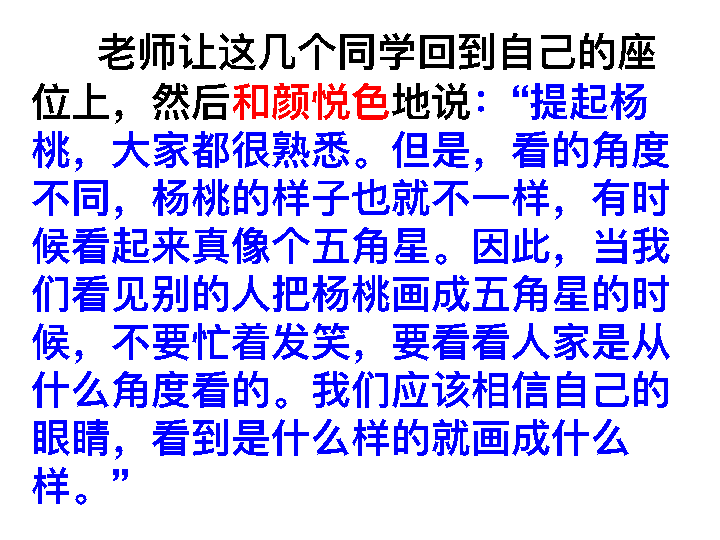 老师让这几个同学回到自己的座
位上，然后和颜悦色地说：“提起杨
桃，大家都很熟悉。但是，看的角度
不同，杨桃的样子也就不一样，有时
候看起来真像个五角星。因此，当我
们看见别的人把杨桃画成五角星的时
候，不要忙着发笑，要看看人家是从
什么角度看的。我们应该相信自己的
眼睛，看到是什么样的就画成什么
样。”